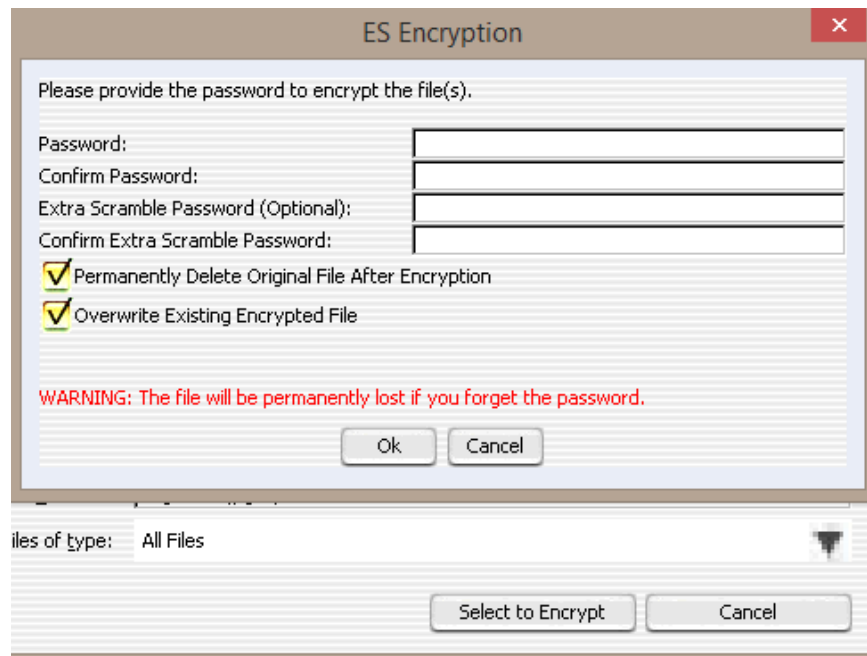 ES Encryption
Please provide the password to encrypt the file(s).
Password:
Confirm Password:
Extra Scramble Password (Optional):
Confirm Extra Scramble Password:
Permanently Delete Original File After Encryption
Overwrite Existing Encrypted File
WARNING: The file will be permanently lost if you forget the password.
Ok Cancel
iles of type: All Files
Select to Encrypt Cancel